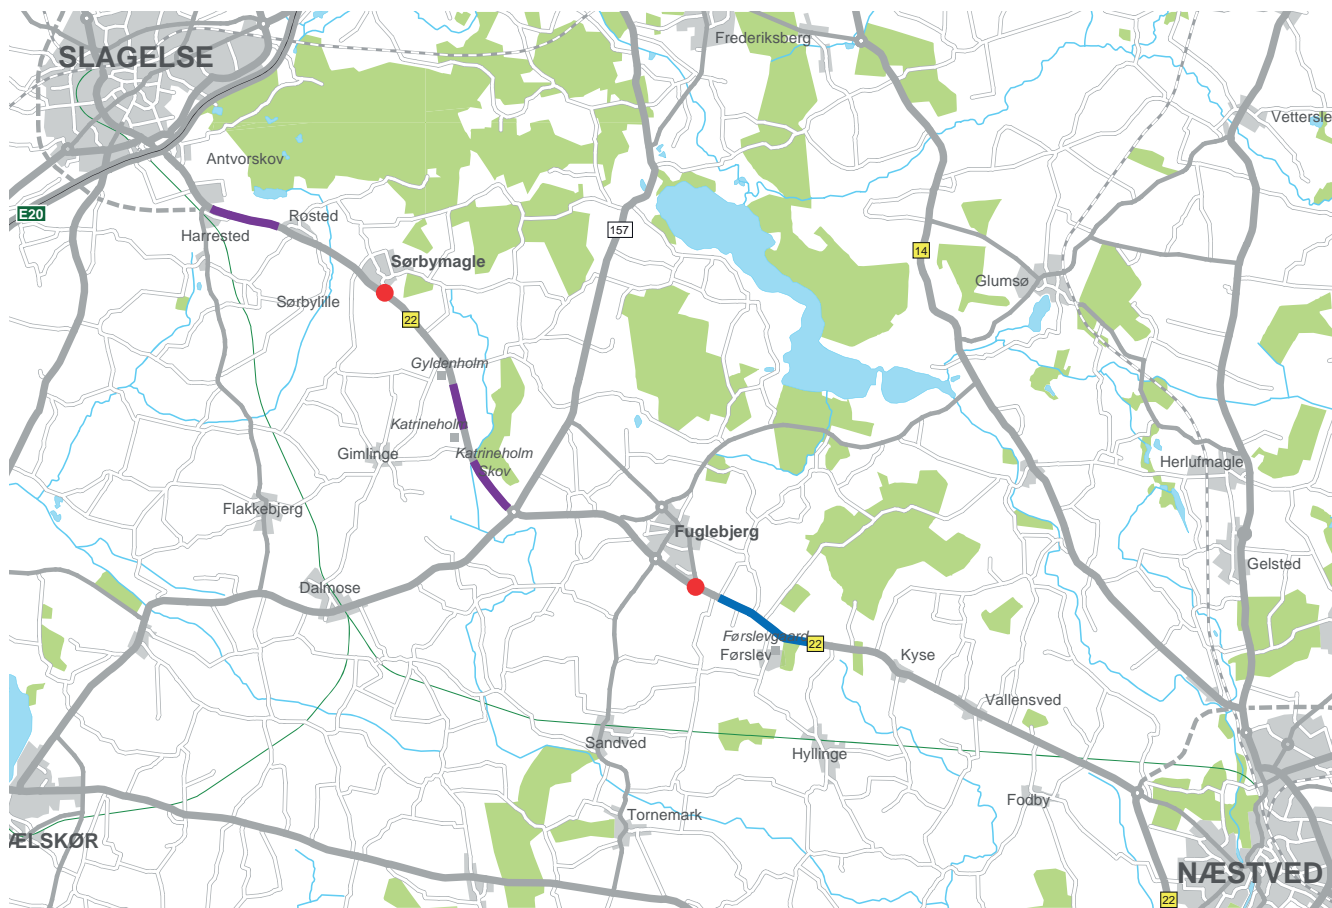 Frederiksberg
SLAGELSE
Vettersle
Antvorskov
E20
Rosted
157
Harrested
14
Sørbymagle
Glumsø
Sørbylille
22
Gyldenholm
Katrineholm
Gimlinge
Katrineholm
Skov
Herlufmagle
Flakkebjerg
Fuglebjerg
Gelsted
Dalmose
Førslevgaard
22
Førslev
Kyse
Vallensved
Sandved
Hyllinge
Fodby
Tornemark
ÆLSKØR
NÆSTVED
22